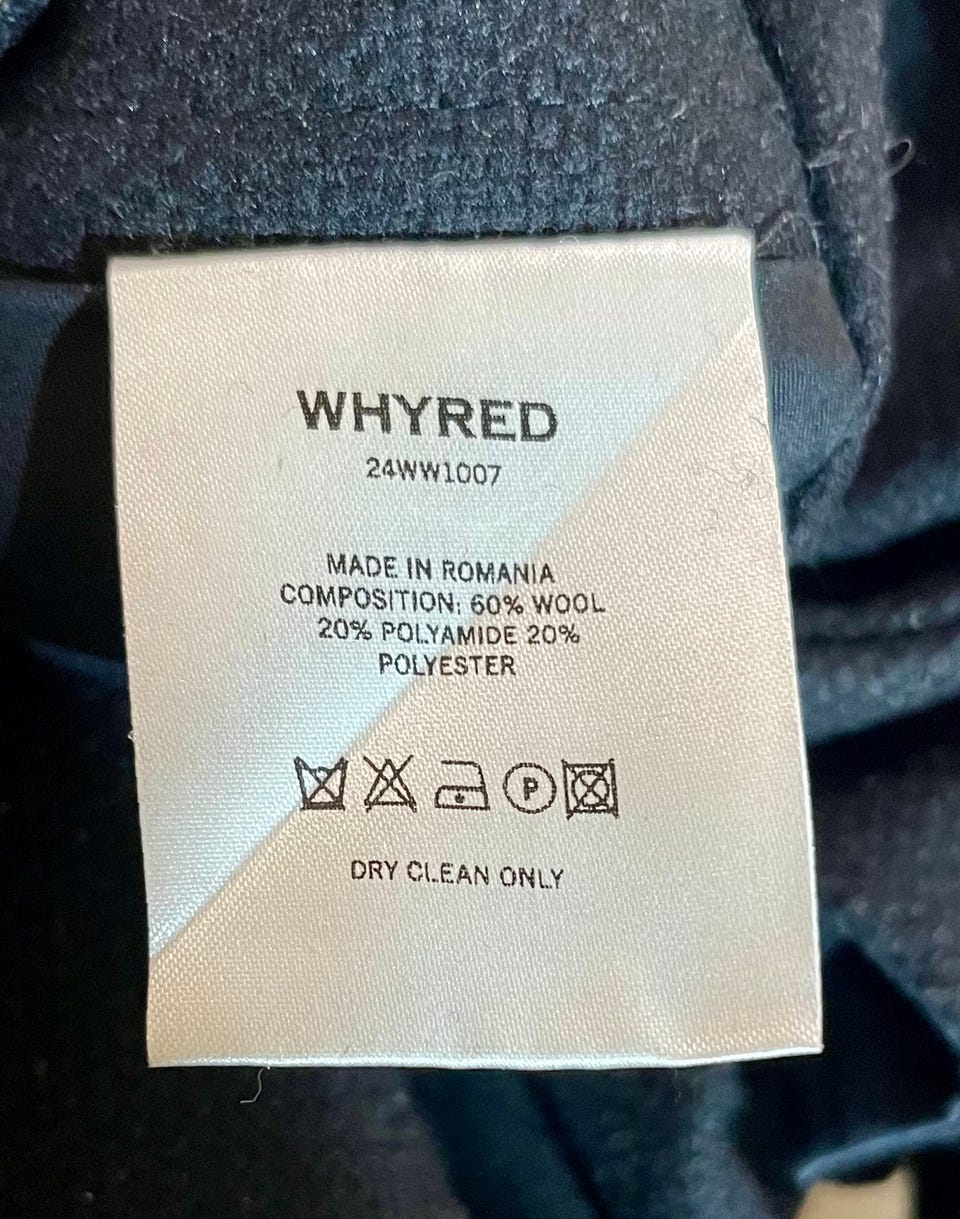 WHYRED
24WW1007
MADE IN ROMANIA
COMPOSITION: 60% WOOL
20% POLYAMIDE 20%
POLYESTER
P
DRY CLEAN ONLY